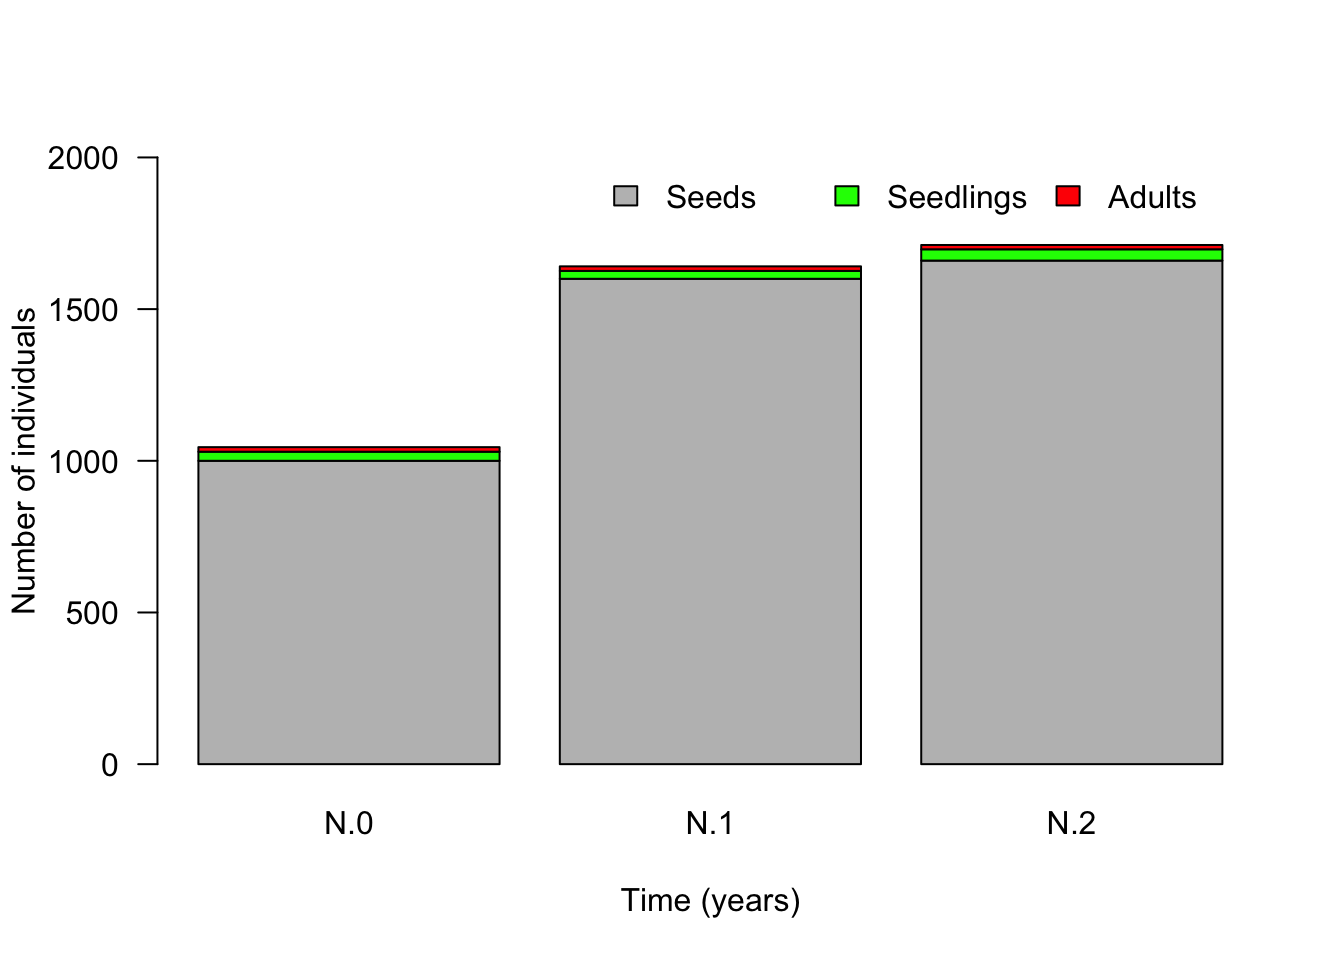 2000
Seeds Seedlings Adults
1500
1000
500
0
Number of individuals
N.0 N.1 N.2
Time (years)